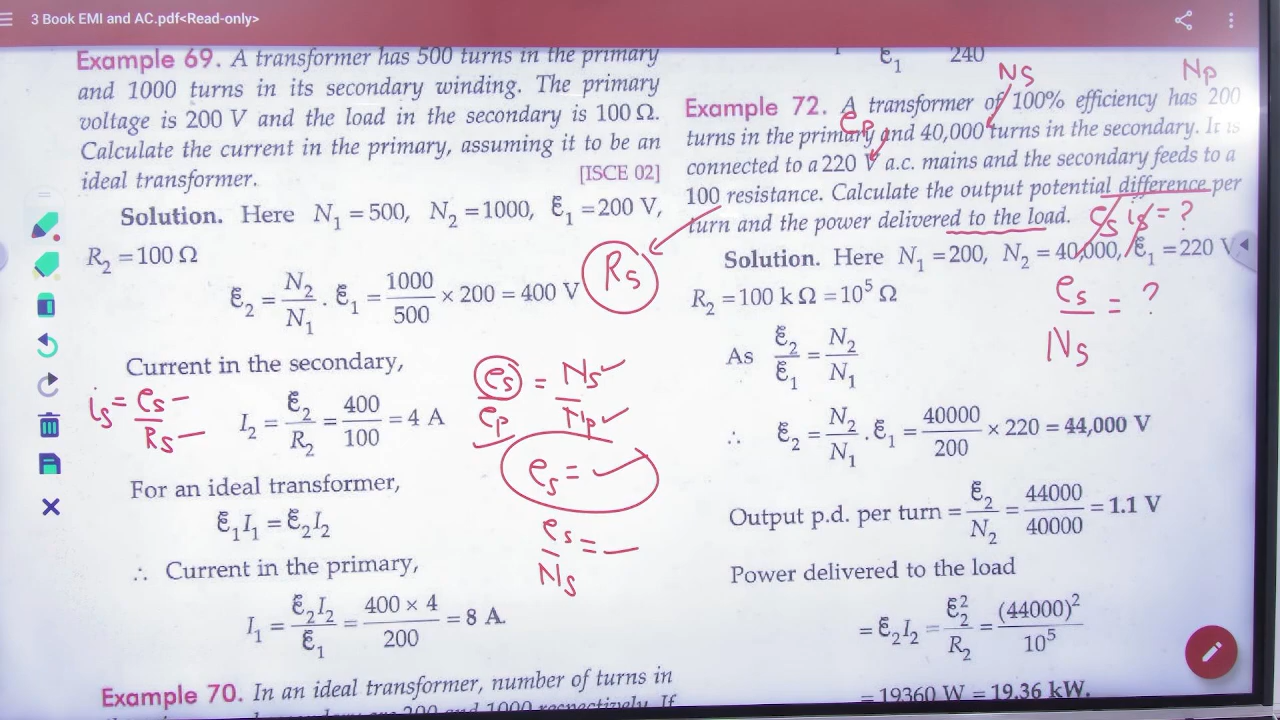 3 Book EMI and AC.pdf<Read-only>
Example 69. A transformer has 500 turns in the primary
and 1000 turns in its secondary winding. The primary
voltage is 200 V and the load in the secondary is 100 Ω.
Calculate the current in the primary, assuming it to be an
ideal transformer. [ISCE 02]
Solution. Here N₁ = 500, N₂ = 1000, ℰ₁ = 200 V,
R₂ = 100 Ω
ℰ₂ = N₂/N₁ . ℰ₁ = 1000/500 × 200 = 400 V
Rs
Current in the secondary,
is = es/Rs
I₂ = ℰ₂/R₂ = 400/100 = 4 A
es/ep = Ns/Np
es =
For an ideal transformer,
ℰ₁I₁ = ℰ₂I₂
es/Ns =
∴ Current in the primary,
I₁ = ℰ₂I₂/ℰ₁ = 400 × 4/200 = 8 A.
Example 70. In an ideal transformer, number of turns in
ℰ₁ 240
Ns Np
Example 72. A transformer of 100% efficiency has 200
ep
turns in the primary and 40,000 turns in the secondary. It is
connected to a 220 V a.c. mains and the secondary feeds to a
100 resistance. Calculate the output potential difference per
turn and the power delivered to the load.
es is = ?
Solution. Here N₁ = 200, N₂ = 40,000, ℰ₁ = 220 V
R₂ = 100 k Ω = 10⁵ Ω
es/Ns = ?
As ℰ₂/ℰ₁ = N₂/N₁
∴ ℰ₂ = N₂/N₁ . ℰ₁ = 40000/200 × 220 = 44,000 V
Output p.d. per turn = ℰ₂/N₂ = 44000/40000 = 1.1 V
Power delivered to the load
= ℰ₂I₂ = ℰ₂²/R₂ = (44000)²/10⁵
= 19360 W = 19.36 kW.